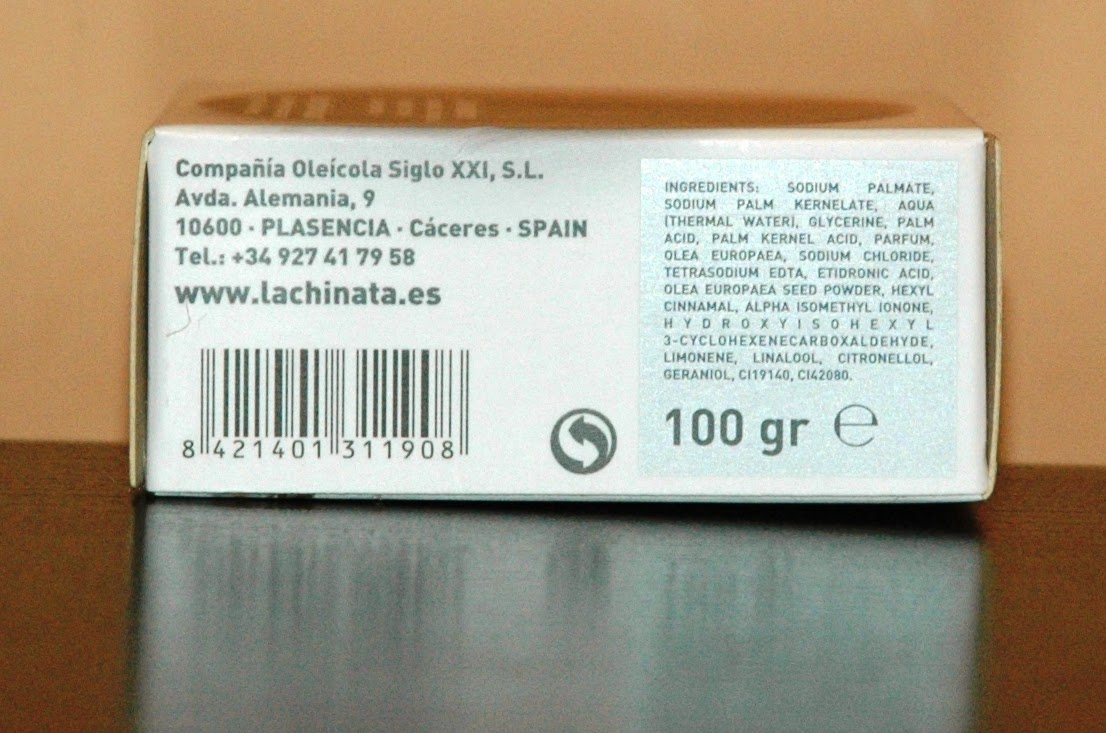 Compañía Oleícola Siglo XXI, S.L.
Avda. Alemania, 9
10600 · PLASENCIA · Cáceres · SPAIN
Tel.: +34 927 41 79 58
www.lachinata.es
8 421401 311908
INGREDIENTS: SODIUM PALMATE,
SODIUM PALM KERNELATE, AQUA
(THERMAL WATER), GLYCERINE, PALM
ACID, PALM KERNEL ACID, PARFUM,
OLEA EUROPAEA, SODIUM CHLORIDE,
TETRASODIUM EDTA, ETIDRONIC ACID,
OLEA EUROPAEA SEED POWDER, HEXYL
CINNAMAL, ALPHA ISOMETHYL IONONE,
HYDROXYISOHEXYL
3-CYCLOHEXENECARBOXALDEHYDE,
LIMONENE, LINALOOL, CITRONELLOL,
GERANIOL, CI19140, CI42080.
100 gr ℮